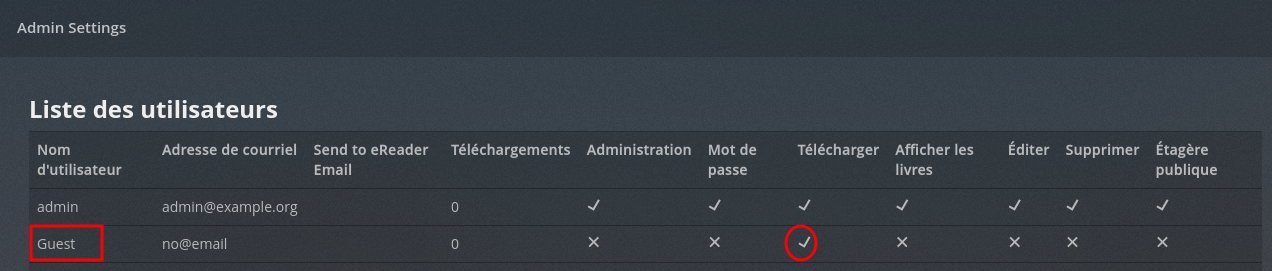 Admin Settings
Liste des utilisateurs
Nom d'utilisateur Adresse de courriel Send to eReader Email Téléchargements Administration Mot de passe Télécharger Afficher les livres Éditer Supprimer Étagère publique
admin admin@example.org 0 ✓ ✓ ✓ ✓ ✓ ✓ ✓
Guest no@email 0 ✕ ✕ ✓ ✕ ✕ ✕ ✕